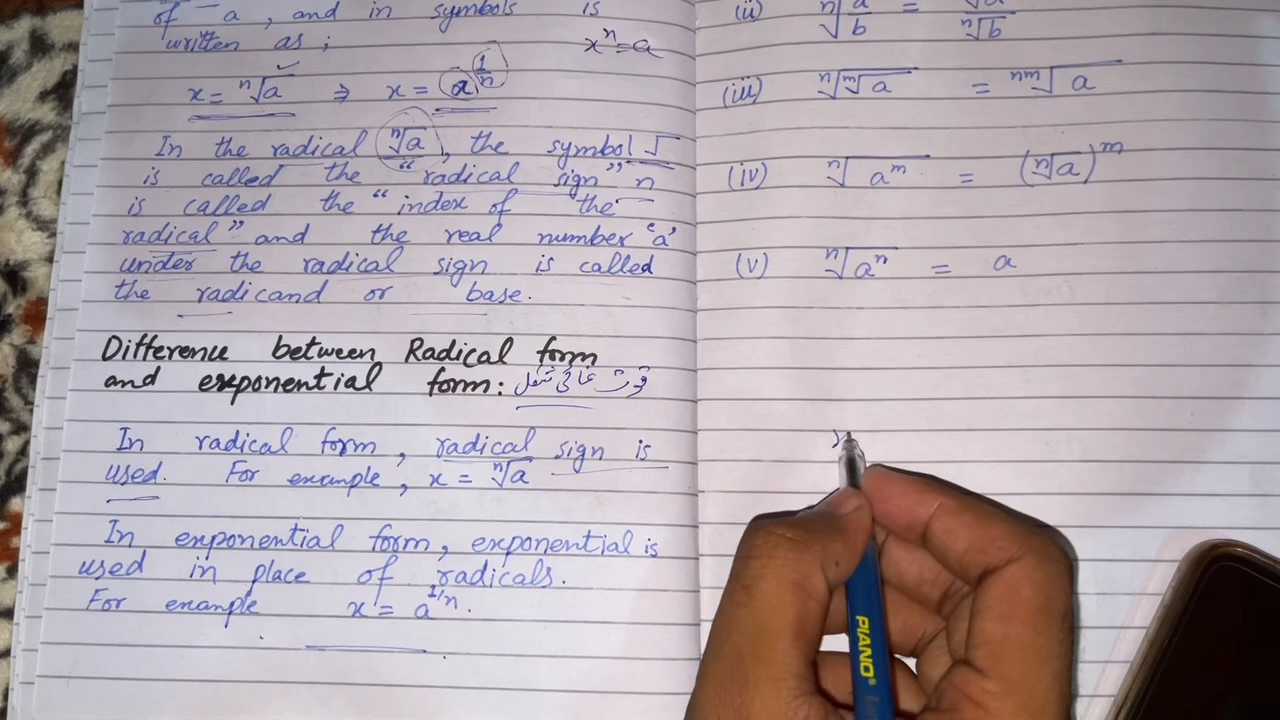 of a, and in symbols is
written as;
xⁿ=a
x = ⁿ√a ⇒ x = a^(1/n)
In the radical ⁿ√a, the symbol √
is called the "radical sign" n
is called the "index of the
radical" and the real number 'a'
under the radical sign is called
the radicand or base.
Difference between Radical form
and exponential form:
In radical form, radical sign is
used. For example, x = ⁿ√a
In exponential form, exponential is
used in place of radicals.
For example x = a^(1/n).
(ii) ⁿ√(a/b) = ⁿ√a / ⁿ√b
(iii) ⁿ√(ᵐ√a) = ⁿᵐ√a
(iv) ⁿ√(aᵐ) = (ⁿ√a)ᵐ
(v) ⁿ√(aⁿ) = a
PIANO